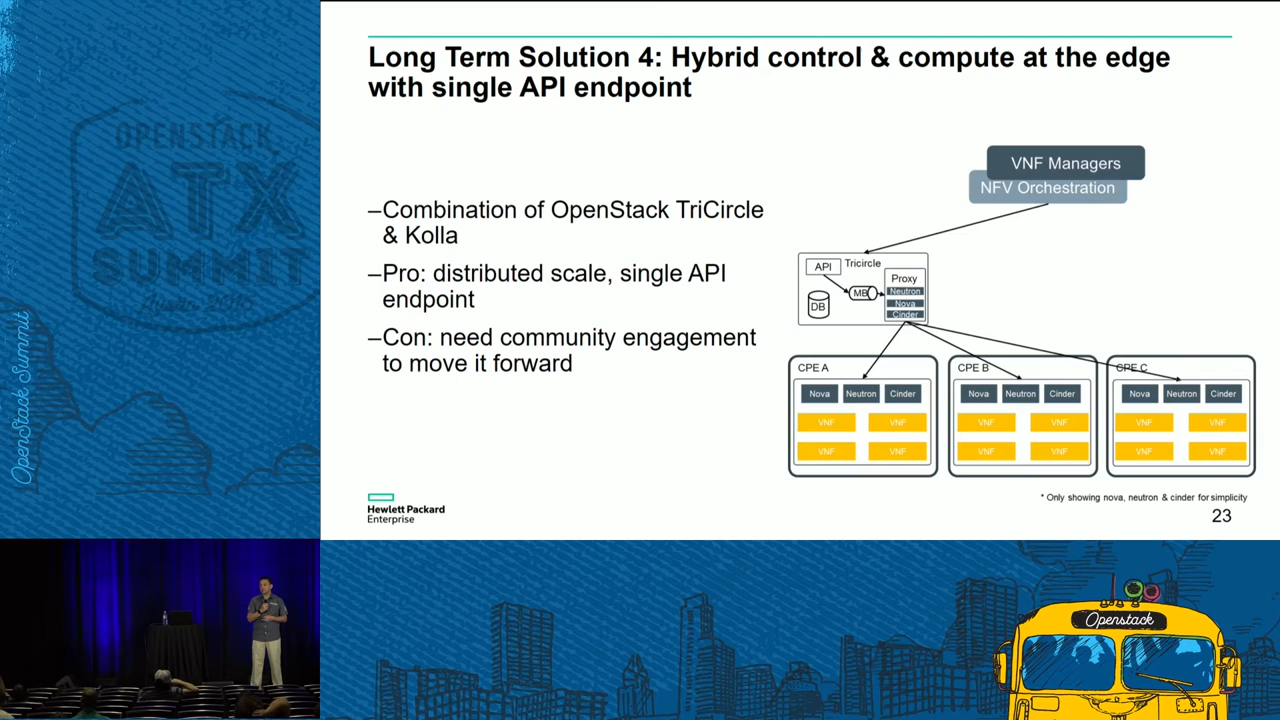 OPENSTACK
ATX
SUMMIT
OpenStack Summit
Long Term Solution 4: Hybrid control & compute at the edge
with single API endpoint
–Combination of OpenStack TriCircle
& Kolla
–Pro: distributed scale, single API
endpoint
–Con: need community engagement
to move it forward
VNF Managers
NFV Orchestration
API
Tricircle
MB
DB
Proxy
Neutron
Nova
Cinder
CPE A
Nova Neutron Cinder
VNF VNF
VNF VNF
CPE B
Nova Neutron Cinder
VNF VNF
VNF VNF
CPE C
Nova Neutron Cinder
VNF VNF
VNF VNF
* Only showing nova, neutron & cinder for simplicity
Hewlett Packard
Enterprise
23
Openstack